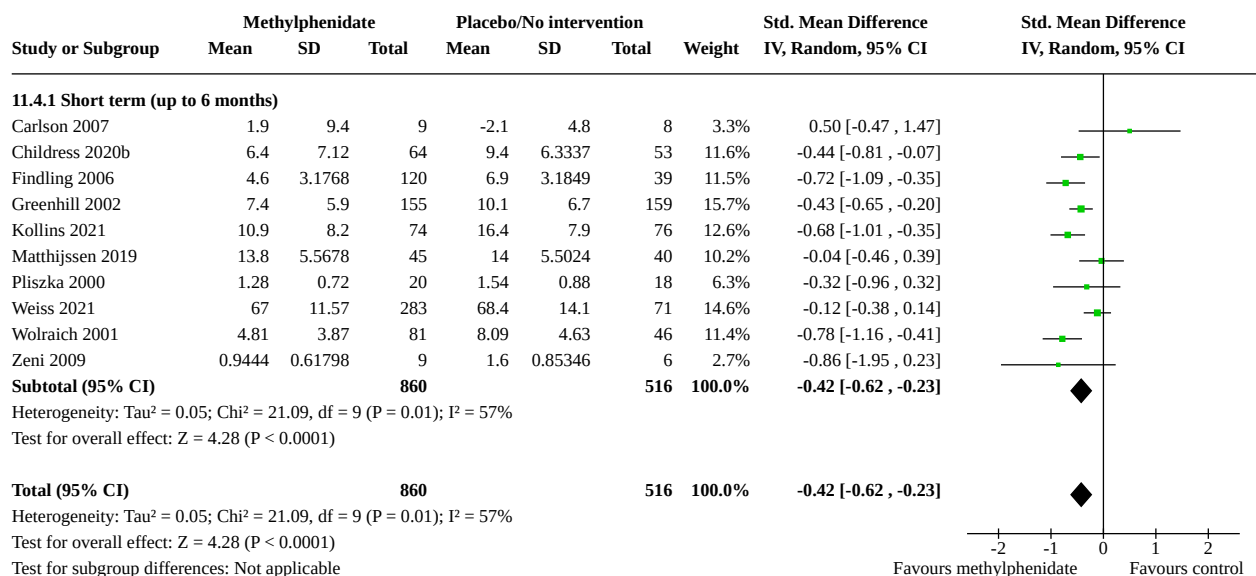 Methylphenidate Placebo/No intervention Std. Mean Difference Std. Mean Difference
Study or Subgroup Mean SD Total Mean SD Total Weight IV, Random, 95% CI IV, Random, 95% CI
11.4.1 Short term (up to 6 months)
Carlson 2007 1.9 9.4 9 -2.1 4.8 8 3.3% 0.50 [-0.47 , 1.47]
Childress 2020b 6.4 7.12 64 9.4 6.3337 53 11.6% -0.44 [-0.81 , -0.07]
Findling 2006 4.6 3.1768 120 6.9 3.1849 39 11.5% -0.72 [-1.09 , -0.35]
Greenhill 2002 7.4 5.9 155 10.1 6.7 159 15.7% -0.43 [-0.65 , -0.20]
Kollins 2021 10.9 8.2 74 16.4 7.9 76 12.6% -0.68 [-1.01 , -0.35]
Matthijssen 2019 13.8 5.5678 45 14 5.5024 40 10.2% -0.04 [-0.46 , 0.39]
Pliszka 2000 1.28 0.72 20 1.54 0.88 18 6.3% -0.32 [-0.96 , 0.32]
Weiss 2021 67 11.57 283 68.4 14.1 71 14.6% -0.12 [-0.38 , 0.14]
Wolraich 2001 4.81 3.87 81 8.09 4.63 46 11.4% -0.78 [-1.16 , -0.41]
Zeni 2009 0.9444 0.61798 9 1.6 0.85346 6 2.7% -0.86 [-1.95 , 0.23]
Subtotal (95% CI) 860 516 100.0% -0.42 [-0.62 , -0.23]
Heterogeneity: Tau² = 0.05; Chi² = 21.09, df = 9 (P = 0.01); I² = 57%
Test for overall effect: Z = 4.28 (P < 0.0001)
Total (95% CI) 860 516 100.0% -0.42 [-0.62 , -0.23]
Heterogeneity: Tau² = 0.05; Chi² = 21.09, df = 9 (P = 0.01); I² = 57%
Test for overall effect: Z = 4.28 (P < 0.0001)
-2 -1 0 1 2
Test for subgroup differences: Not applicable Favours methylphenidate Favours control